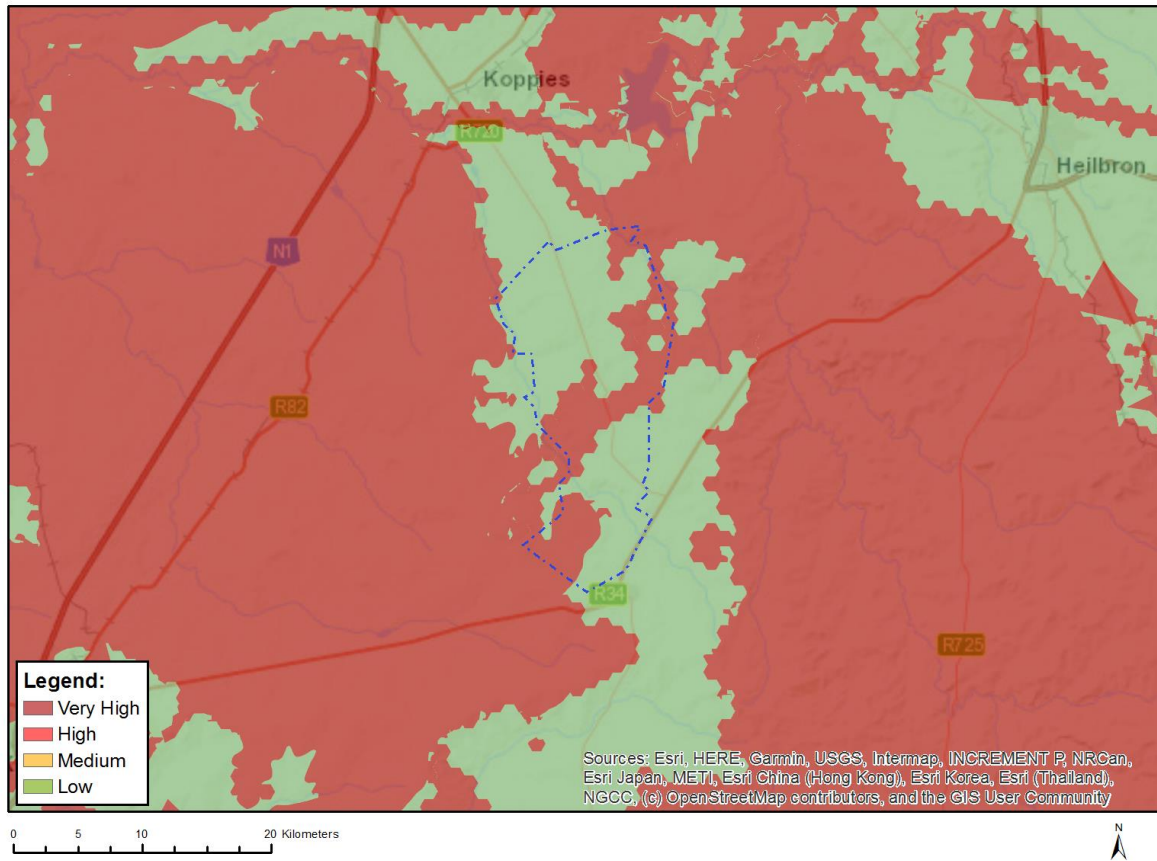 Koppies
R720
Heilbron
N1
R82
R34
R725
Legend:
Very High
High
Medium
Low
Sources: Esri, HERE, Garmin, USGS, Intermap, INCREMENT P, NRCan,
Esri Japan, METI, Esri China (Hong Kong), Esri Korea, Esri (Thailand),
NGCC, (c) OpenStreetMap contributors, and the GIS User Community
0 5 10 20 Kilometers
N